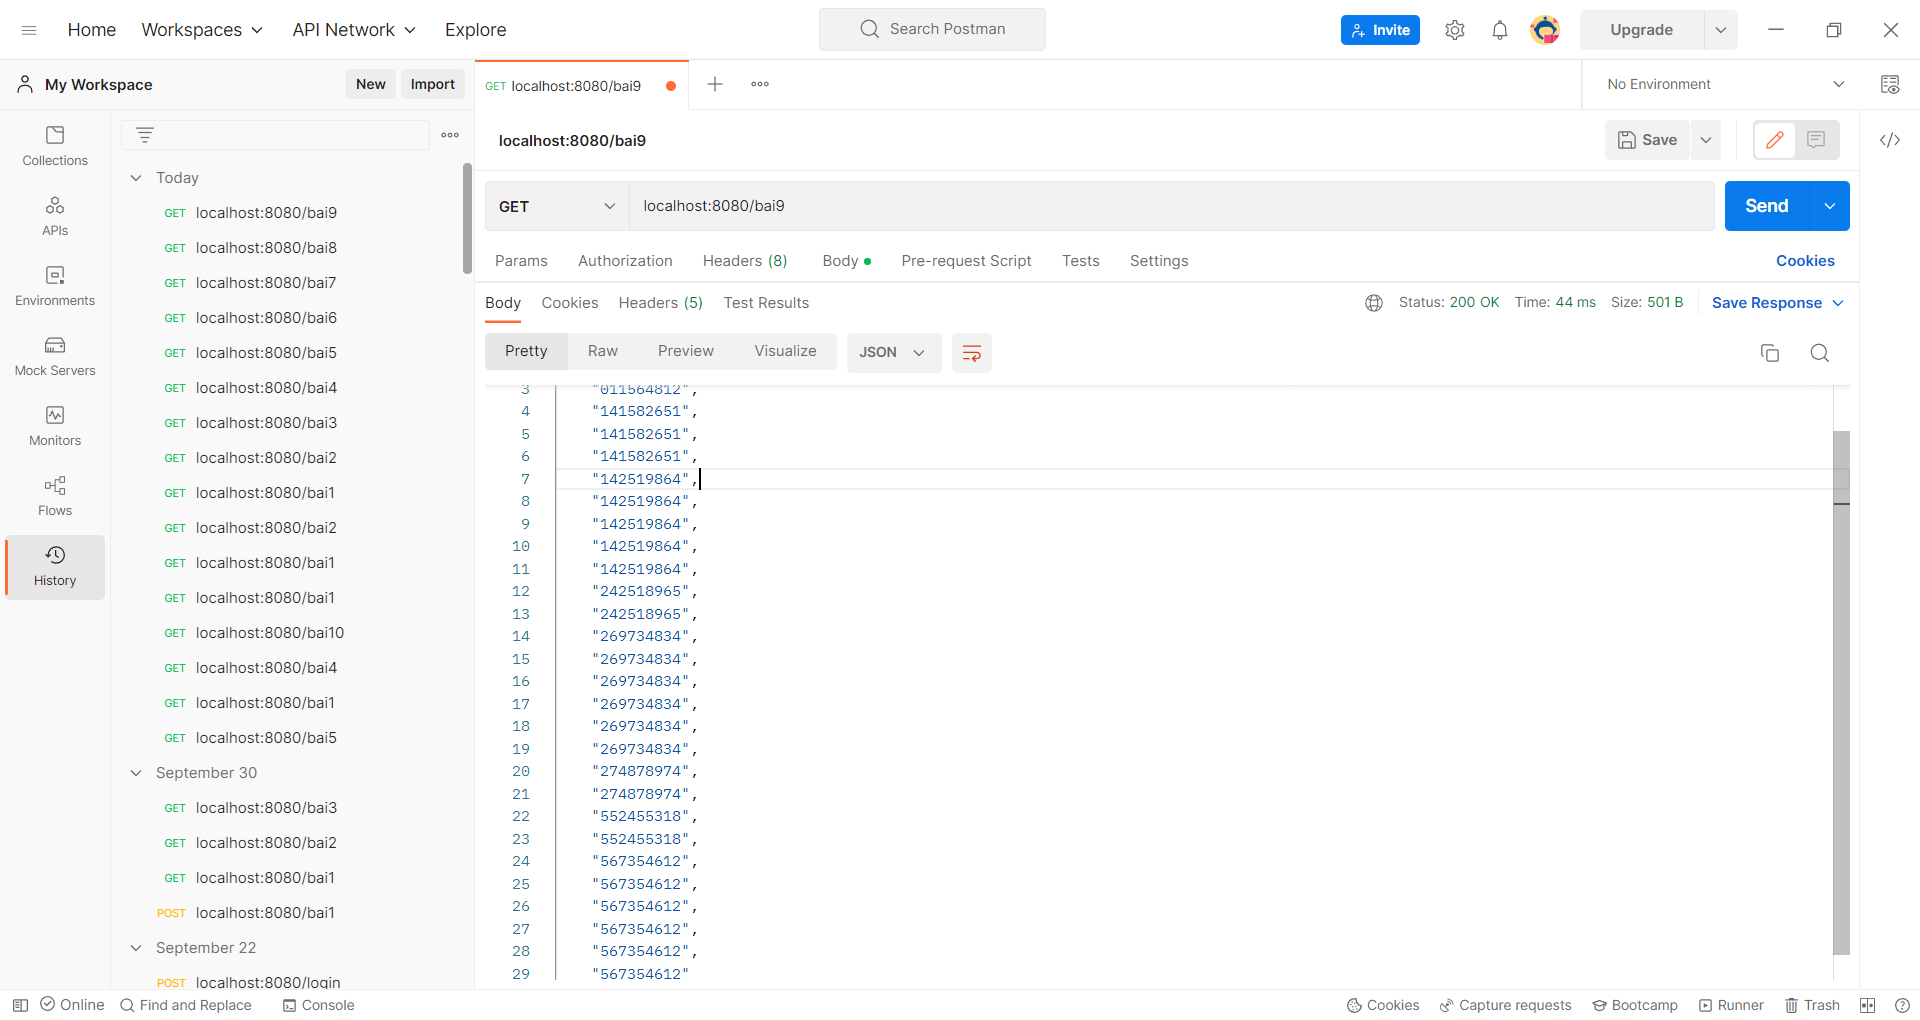 Home Workspaces API Network Explore Search Postman Invite Upgrade
My Workspace New Import GET localhost:8080/bai9 No Environment
localhost:8080/bai9 Save
GET localhost:8080/bai9 Send
Params Authorization Headers (8) Body Pre-request Script Tests Settings Cookies
Body Cookies Headers (5) Test Results Status: 200 OK Time: 44 ms Size: 501 B Save Response
Pretty Raw Preview Visualize JSON
Collections
APIs
Environments
Mock Servers
Monitors
Flows
History
Today
GET localhost:8080/bai9
GET localhost:8080/bai8
GET localhost:8080/bai7
GET localhost:8080/bai6
GET localhost:8080/bai5
GET localhost:8080/bai4
GET localhost:8080/bai3
GET localhost:8080/bai2
GET localhost:8080/bai1
GET localhost:8080/bai2
GET localhost:8080/bai1
GET localhost:8080/bai1
GET localhost:8080/bai10
GET localhost:8080/bai4
GET localhost:8080/bai1
GET localhost:8080/bai5
September 30
GET localhost:8080/bai3
GET localhost:8080/bai2
GET localhost:8080/bai1
POST localhost:8080/bai1
September 22
POST localhost:8080/login
3 "011564812",
4 "141582651",
5 "141582651",
6 "141582651",
7 "142519864",
8 "142519864",
9 "142519864",
10 "142519864",
11 "142519864",
12 "242518965",
13 "242518965",
14 "269734834",
15 "269734834",
16 "269734834",
17 "269734834",
18 "269734834",
19 "269734834",
20 "274878974",
21 "274878974",
22 "552455318",
23 "552455318",
24 "567354612",
25 "567354612",
26 "567354612",
27 "567354612",
28 "567354612",
29 "567354612"
Online Find and Replace Console Cookies Capture requests Bootcamp Runner Trash